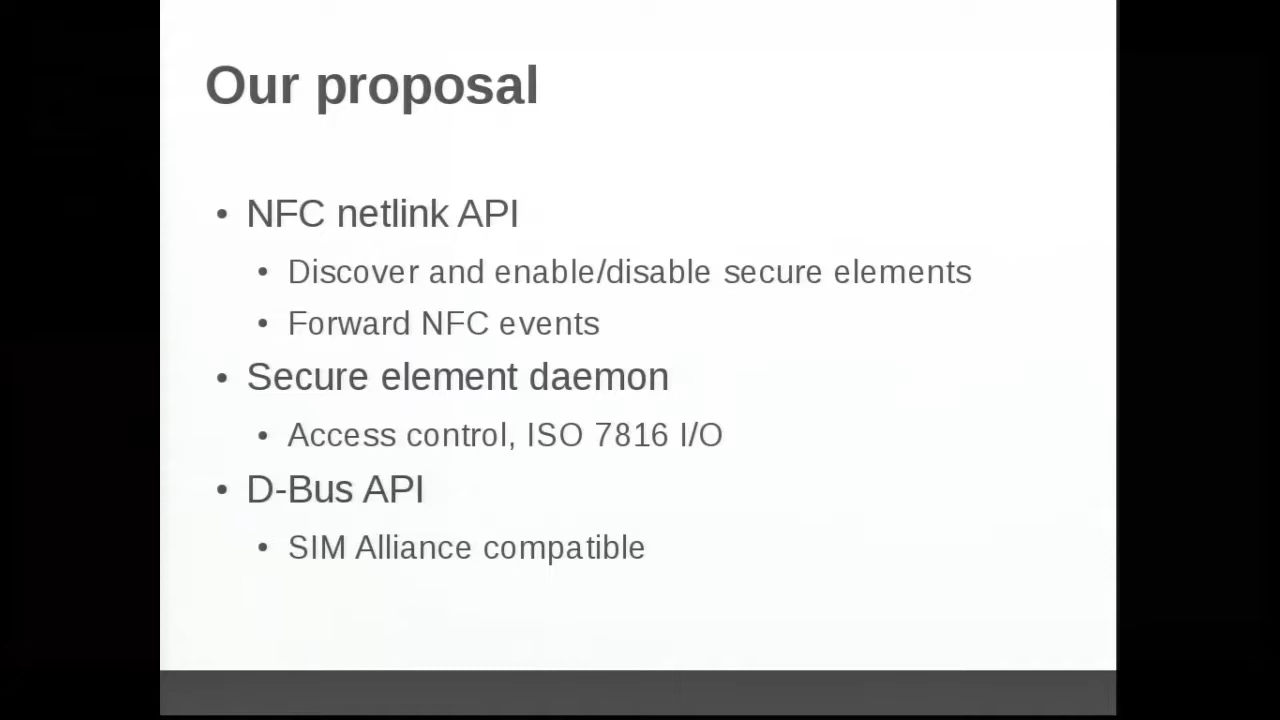 Our proposal
• NFC netlink API
• Discover and enable/disable secure elements
• Forward NFC events
• Secure element daemon
• Access control, ISO 7816 I/O
• D-Bus API
• SIM Alliance compatible